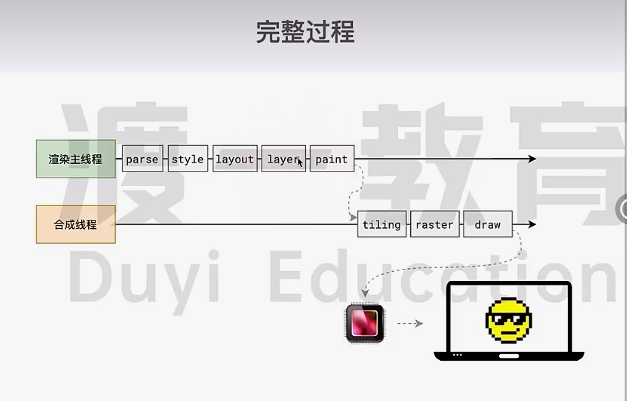 完整过程
渲染主线程
parse
style
layout
layer
paint
合成线程
tiling
raster
draw
渡一教育
Duyi Education